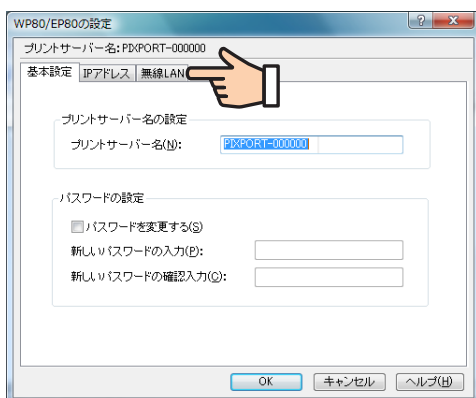 WP80/EP80の設定
プリントサーバー名:PIXPORT-000000
基本設定 IPアドレス 無線LAN
プリントサーバー名の設定
プリントサーバー名(N): PIXPORT-000000
パスワードの設定
パスワードを変更する(S)
新しいパスワードの入力(P):
新しいパスワードの確認入力(C):
OK キャンセル ヘルプ(H)